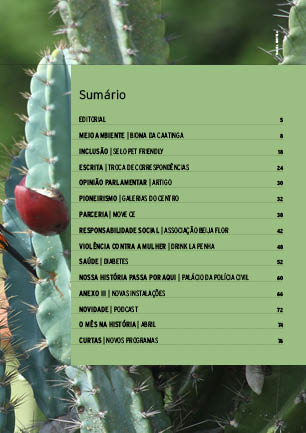 Sumário
EDITORIAL 5
MEIO AMBIENTE | BIOMA DA CAATINGA 8
INCLUSÃO | SELO PET FRIENDLY 18
ESCRITA | TROCA DE CORRESPONDÊNCIAS 24
OPINIÃO PARLAMENTAR | ARTIGO 30
PIONEIRISMO | GALERIAS DO CENTRO 32
PARCERIA | MOVE CE 38
RESPONSABILIDADE SOCIAL | ASSOCIAÇÃO BEIJA FLOR 42
VIOLÊNCIA CONTRA A MULHER | DRINK LA PENHA 48
SAÚDE | DIABETES 52
NOSSA HISTÓRIA PASSA POR AQUI | PALÁCIO DA POLÍCIA CIVIL 60
ANEXO III | NOVAS INSTALAÇÕES 66
NOVIDADE | PODCAST 72
O MÊS NA HISTÓRIA | ABRIL 74
CURTAS | NOVOS PROGRAMAS 76